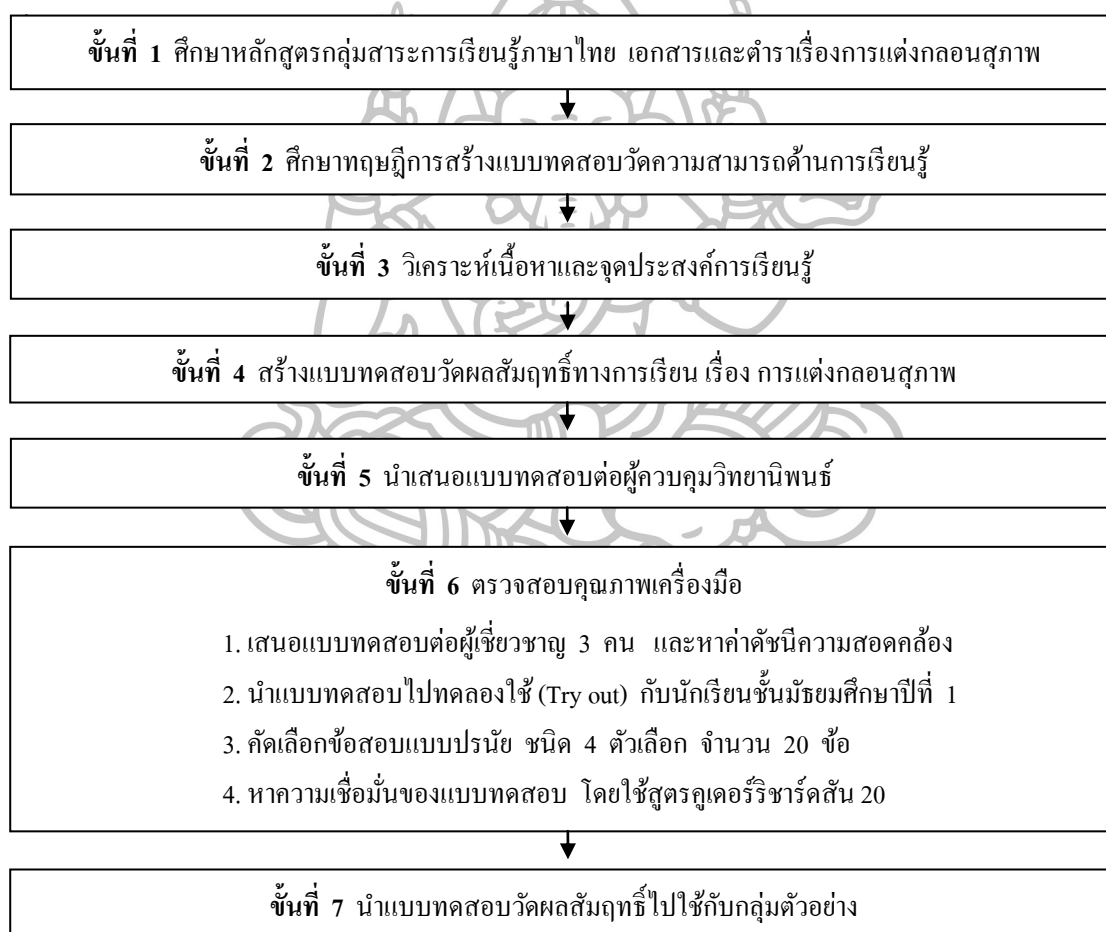 ขั้นที่ 1 ศึกษาหลักสูตรกลุ่มสาระการเรียนรู้ภาษาไทย เอกสารและตำราเรื่องการแต่งกลอนสุภาพ
ขั้นที่ 2 ศึกษาทฤษฎีการสร้างแบบทดสอบวัดความสามารถด้านการเรียนรู้
ขั้นที่ 3 วิเคราะห์เนื้อหาและจุดประสงค์การเรียนรู้
ขั้นที่ 4 สร้างแบบทดสอบวัดผลสัมฤทธิ์ทางการเรียน เรื่อง การแต่งกลอนสุภาพ
ขั้นที่ 5 นำเสนอแบบทดสอบต่อผู้ควบคุมวิทยานิพนธ์
ขั้นที่ 6 ตรวจสอบคุณภาพเครื่องมือ
1. เสนอแบบทดสอบต่อผู้เชี่ยวชาญ 3 คน และหาค่าดัชนีความสอดคล้อง
2. นำแบบทดสอบไปทดลองใช้ (Try out) กับนักเรียนชั้นมัธยมศึกษาปีที่ 1
3. คัดเลือกข้อสอบแบบปรนัย ชนิด 4 ตัวเลือก จำนวน 20 ข้อ
4. หาความเชื่อมั่นของแบบทดสอบ โดยใช้สูตรคูเดอร์ริชาร์ดสัน 20
ขั้นที่ 7 นำแบบทดสอบวัดผลสัมฤทธิ์ไปใช้กับกลุ่มตัวอย่าง